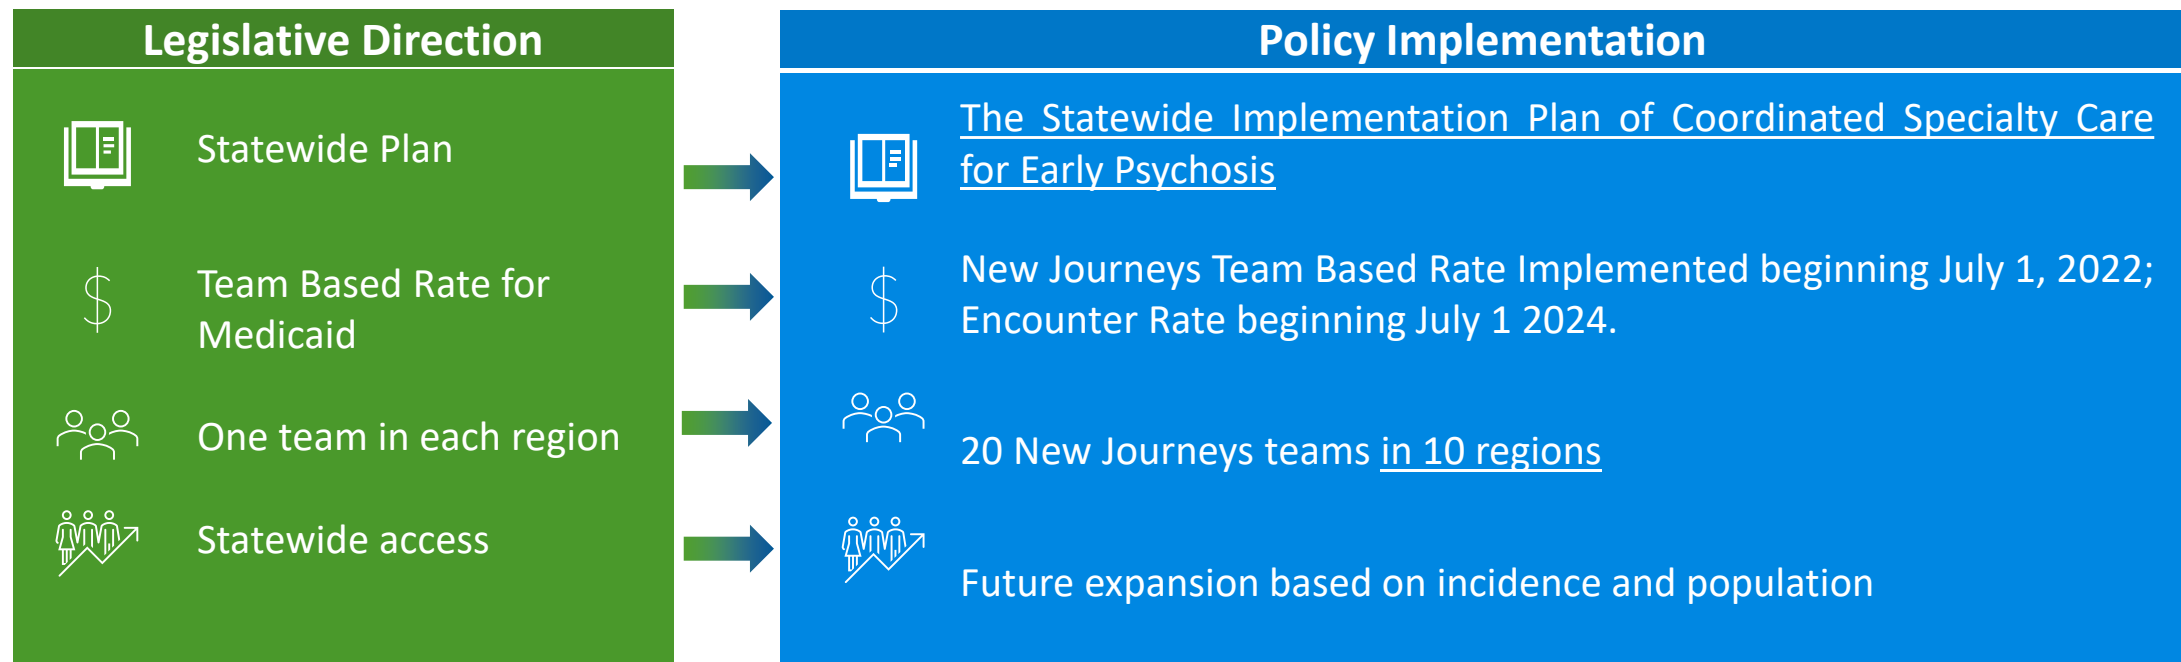 Legislative Direction
Statewide Plan
Team Based Rate for
Medicaid
One team in each region
Statewide access
Policy Implementation
The Statewide Implementation Plan of Coordinated Specialty Care
for Early Psychosis
New Journeys Team Based Rate Implemented beginning July 1, 2022;
Encounter Rate beginning July 1 2024.
20 New Journeys teams in 10 regions
Future expansion based on incidence and population